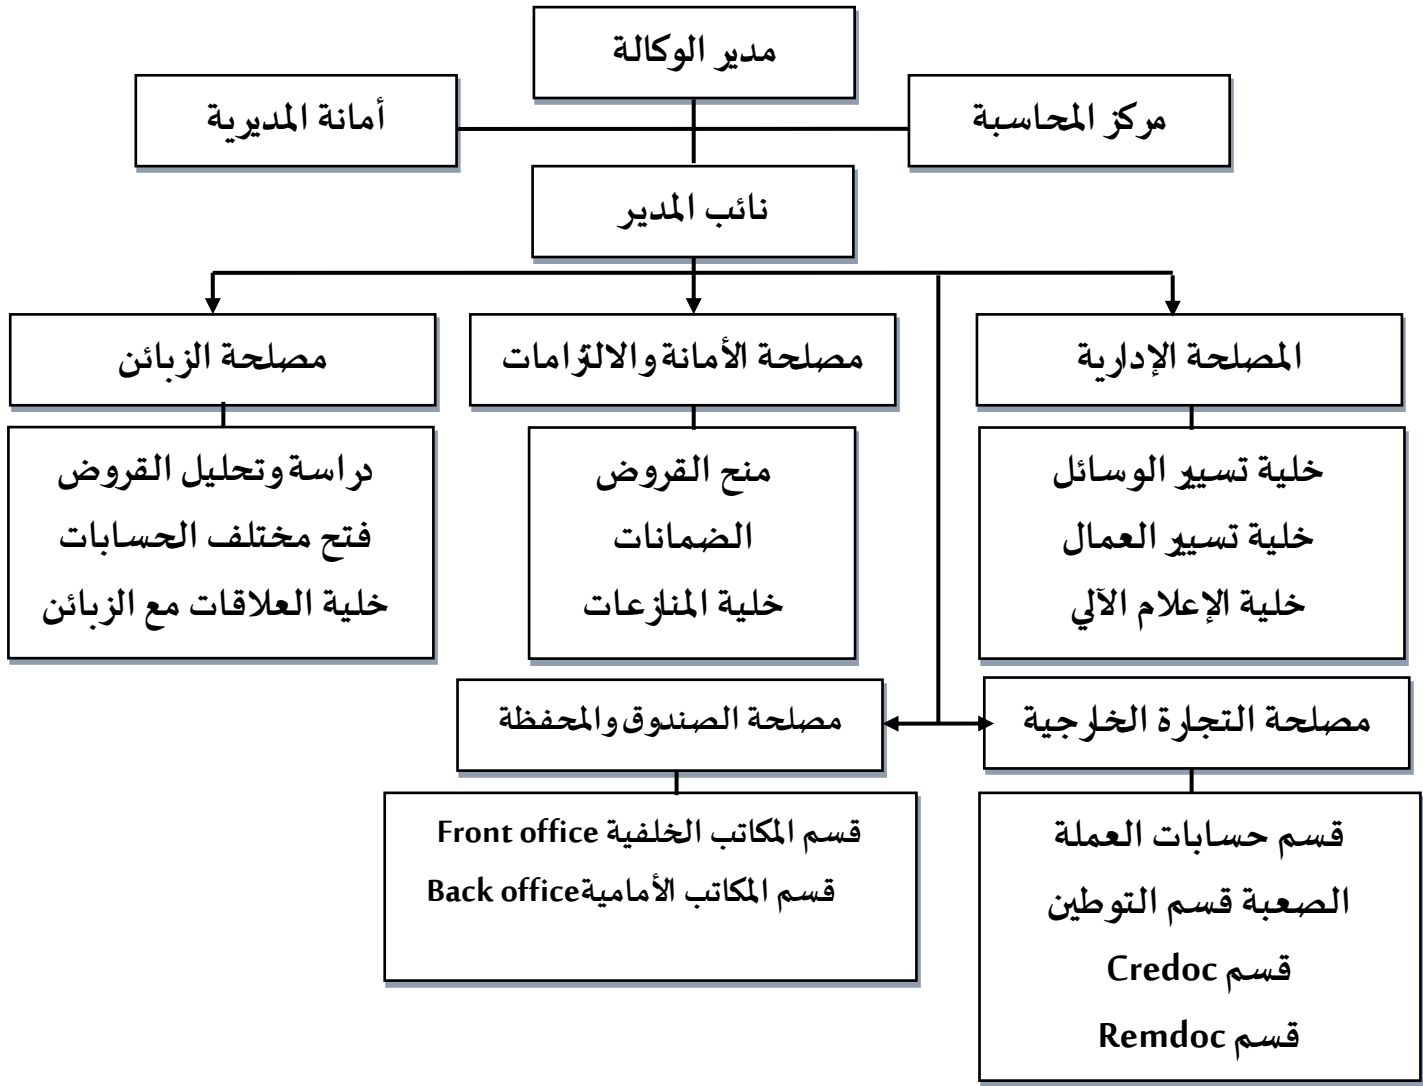 مدير الوكالة
مركز المحاسبة
أمانة المديرية
نائب المدير
المصلحة الإدارية
مصلحة الأمانة والالتزامات
مصلحة الزبائن
خلية تسيير الوسائل
خلية تسيير العمال
خلية الإعلام الآلي
منح القروض
الضمانات
خلية المنازعات
دراسة وتحليل القروض
فتح مختلف الحسابات
خلية العلاقات مع الزبائن
مصلحة التجارة الخارجية
مصلحة الصندوق والمحفظة
قسم حسابات العملة
الصعبة قسم التوطين
قسم Credoc
قسم Remdoc
قسم المكاتب الخلفية Front office
قسم المكاتب الأماميةBack office